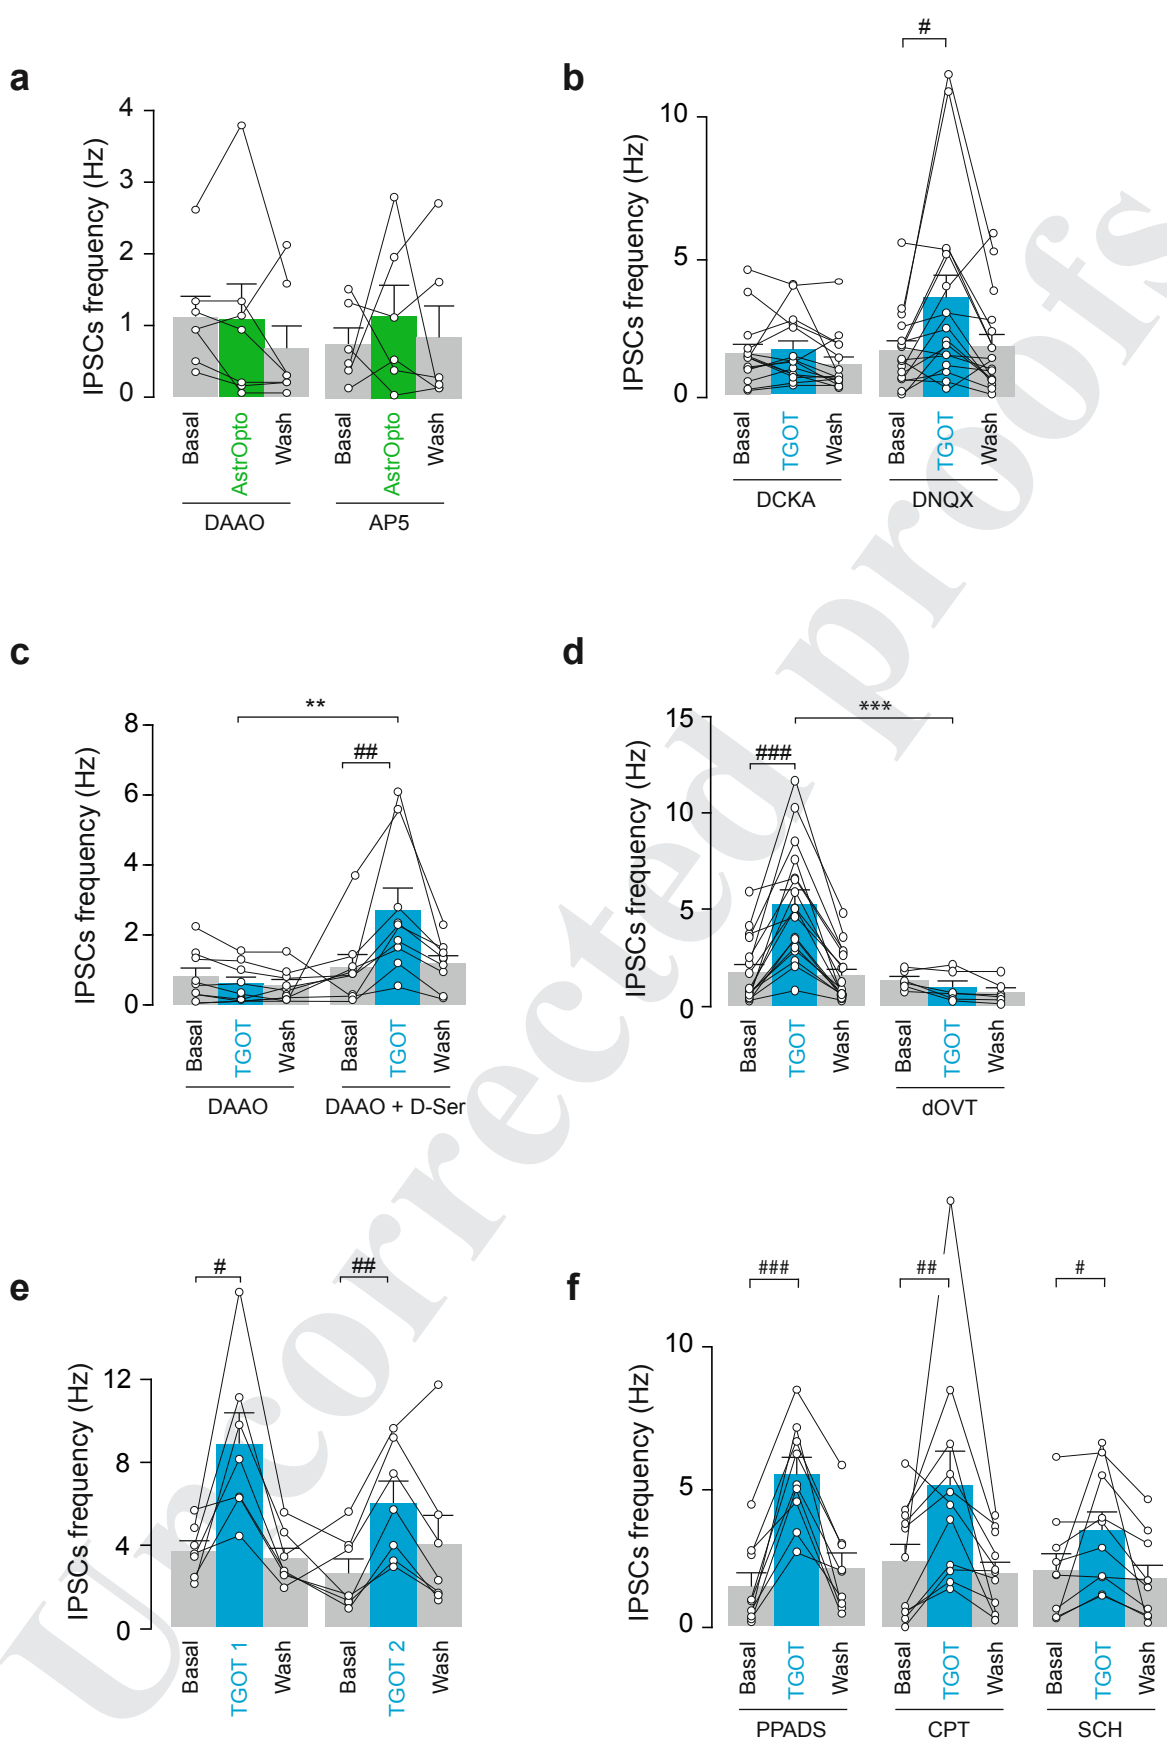 a
IPSCs frequency (Hz)
4
3
2
1
0
Basal
AstrOpto
Wash
Basal
AstrOpto
Wash
DAAO
AP5
b
#
IPSCs frequency (Hz)
10
5
0
Basal
TGOT
Wash
Basal
TGOT
Wash
DCKA
DNQX
c
**
##
IPSCs frequency (Hz)
8
6
4
2
0
Basal
TGOT
Wash
Basal
TGOT
Wash
DAAO
DAAO + D-Ser
d
***
###
IPSCs frequency (Hz)
15
10
5
0
Basal
TGOT
Wash
Basal
TGOT
Wash
dOVT
e
#
##
IPSCs frequency (Hz)
12
8
4
0
Basal
TGOT 1
Wash
Basal
TGOT 2
Wash
f
###
##
#
IPSCs frequency (Hz)
10
5
0
Basal
TGOT
Wash
Basal
TGOT
Wash
Basal
TGOT
Wash
PPADS
CPT
SCH
Uncorrected proofs